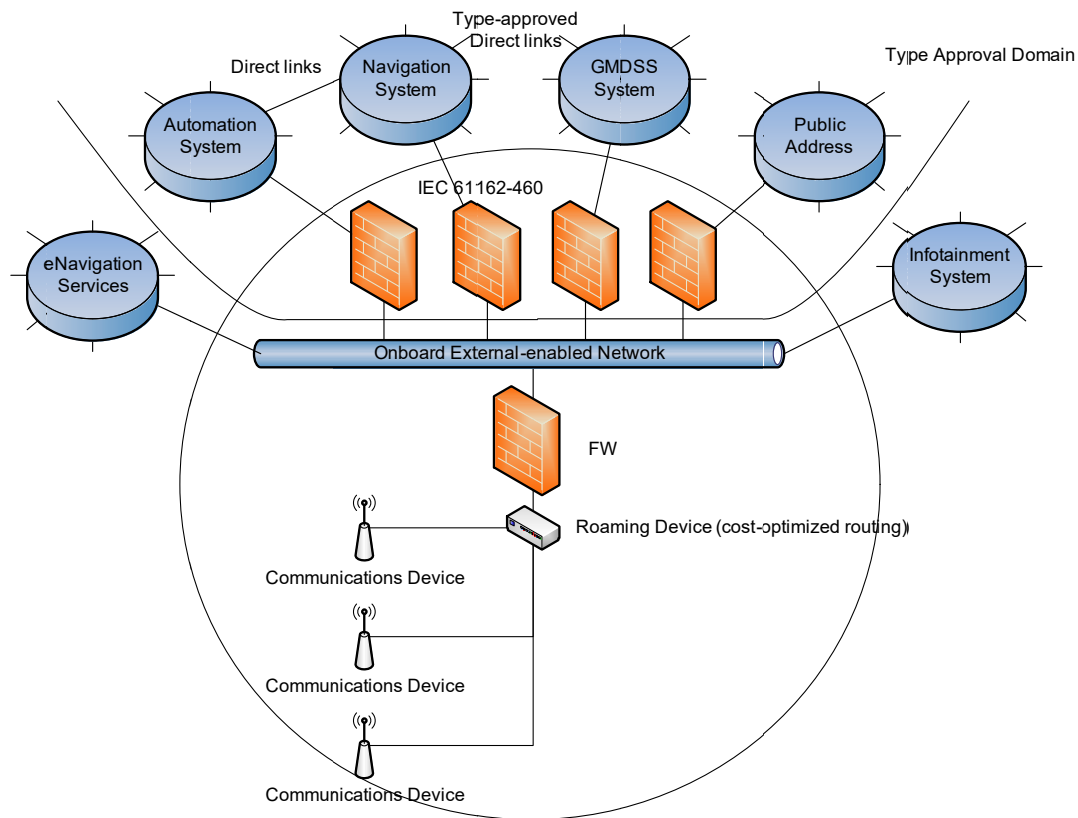 Type-approved
Direct links
Type Approval Domain
Direct links
Navigation
System
GMDSS
System
Automation
System
Public
Address
IEC 61162-460
eNavigation
Services
Infotainment
System
Onboard External-enabled Network
FW
Roaming Device (cost-optimized routing)
Communications Device
Communications Device
Communications Device